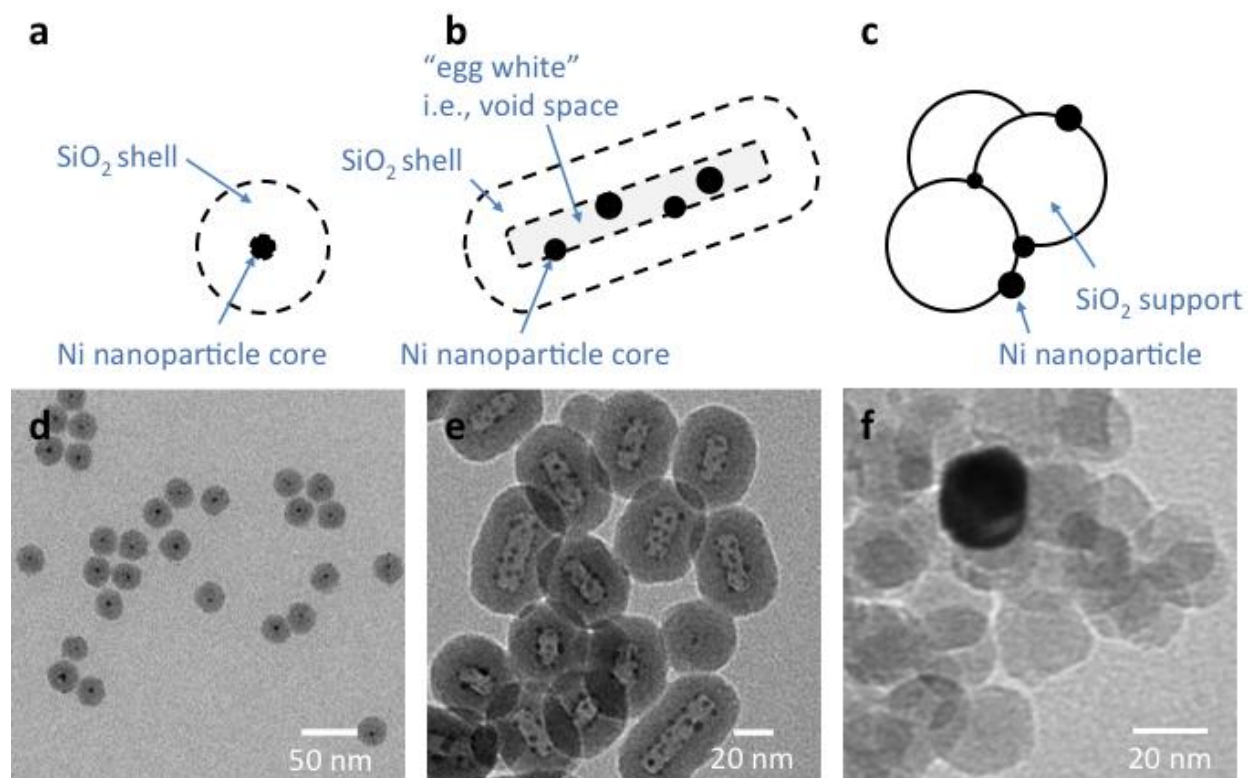 a
SiO₂ shell
Ni nanoparticle core
b
“egg white”
i.e., void space
SiO₂ shell
Ni nanoparticle core
c
SiO₂ support
Ni nanoparticle
d
50 nm
e
20 nm
f
20 nm